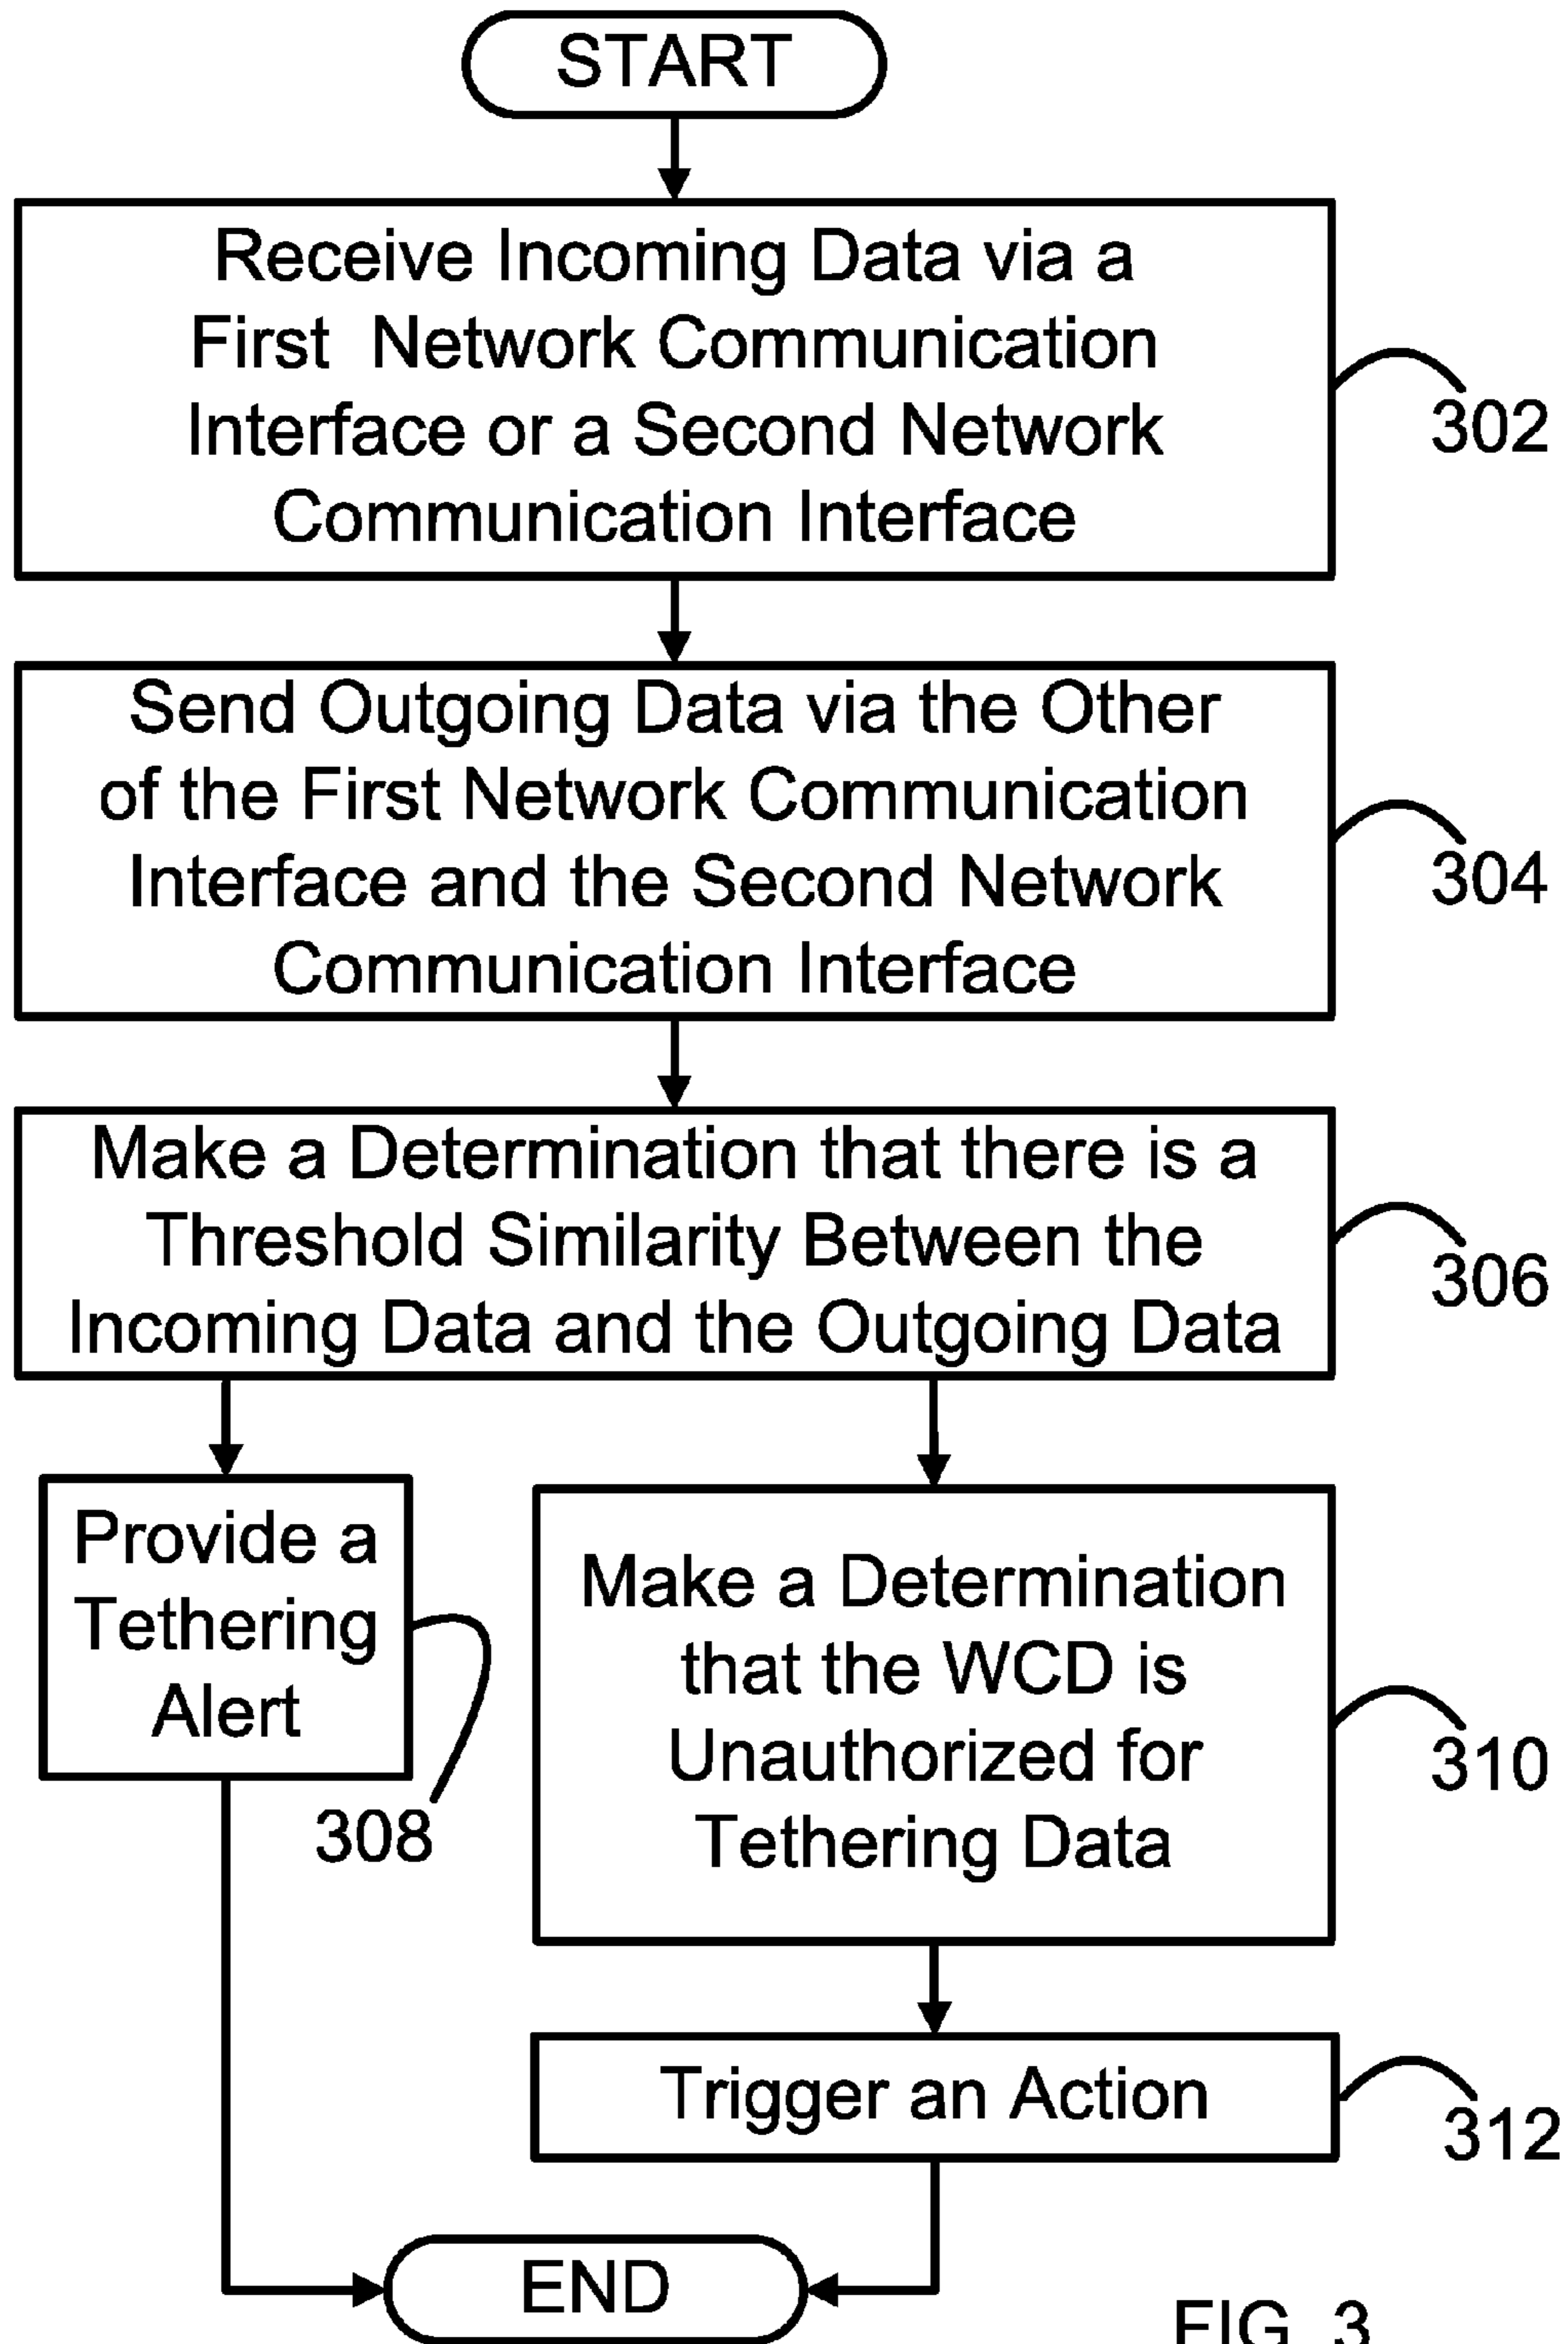 START
Receive Incoming Data via a
First Network Communication
Interface or a Second Network
Communication Interface
302
Send Outgoing Data via the Other
of the First Network Communication
Interface and the Second Network
Communication Interface
304
Make a Determination that there is a
Threshold Similarity Between the
Incoming Data and the Outgoing Data
306
Provide a
Tethering
Alert
308
Make a Determination
that the WCD is
Unauthorized for
Tethering Data
310
Trigger an Action
312
END
FIG. 3